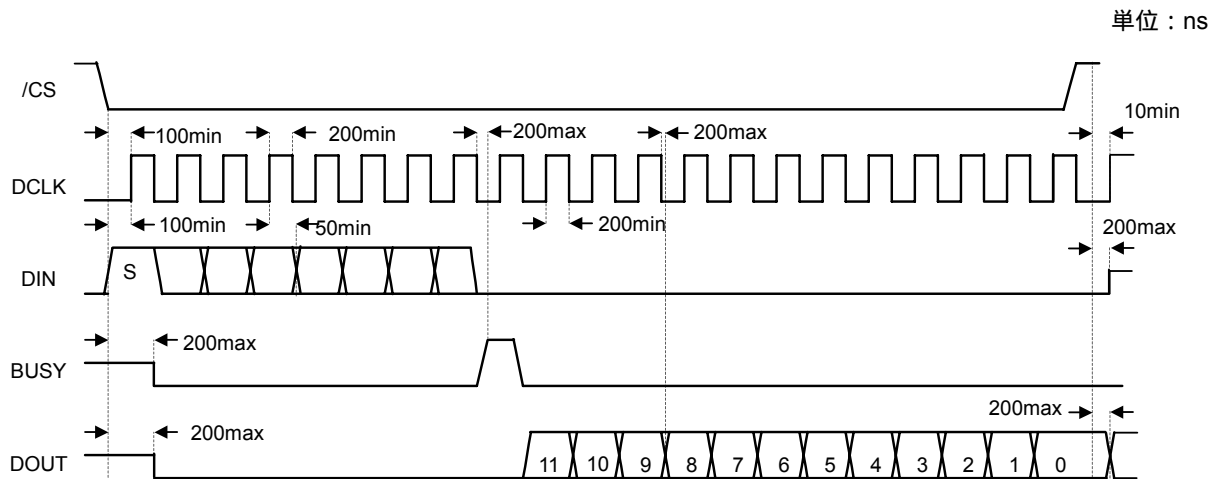 単位：ns
/CS
100min 200min 200max 200max 10min
DCLK
100min 50min 200min 200max
DIN S
200max
BUSY
200max 200max
DOUT 11 10 9 8 7 6 5 4 3 2 1 0